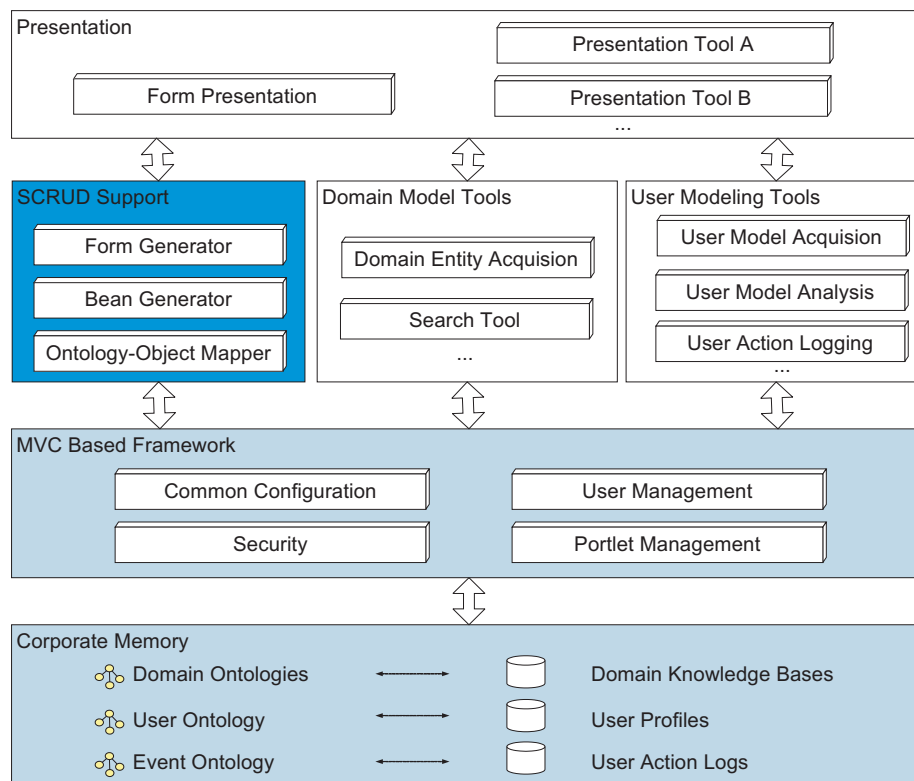 Presentation
Presentation Tool A
Form Presentation
Presentation Tool B
...
SCRUD Support
Form Generator
Bean Generator
Ontology-Object Mapper
Domain Model Tools
Domain Entity Acquision
Search Tool
...
User Modeling Tools
User Model Acquision
User Model Analysis
User Action Logging
...
MVC Based Framework
Common Configuration
User Management
Security
Portlet Management
Corporate Memory
Domain Ontologies
Domain Knowledge Bases
User Ontology
User Profiles
Event Ontology
User Action Logs